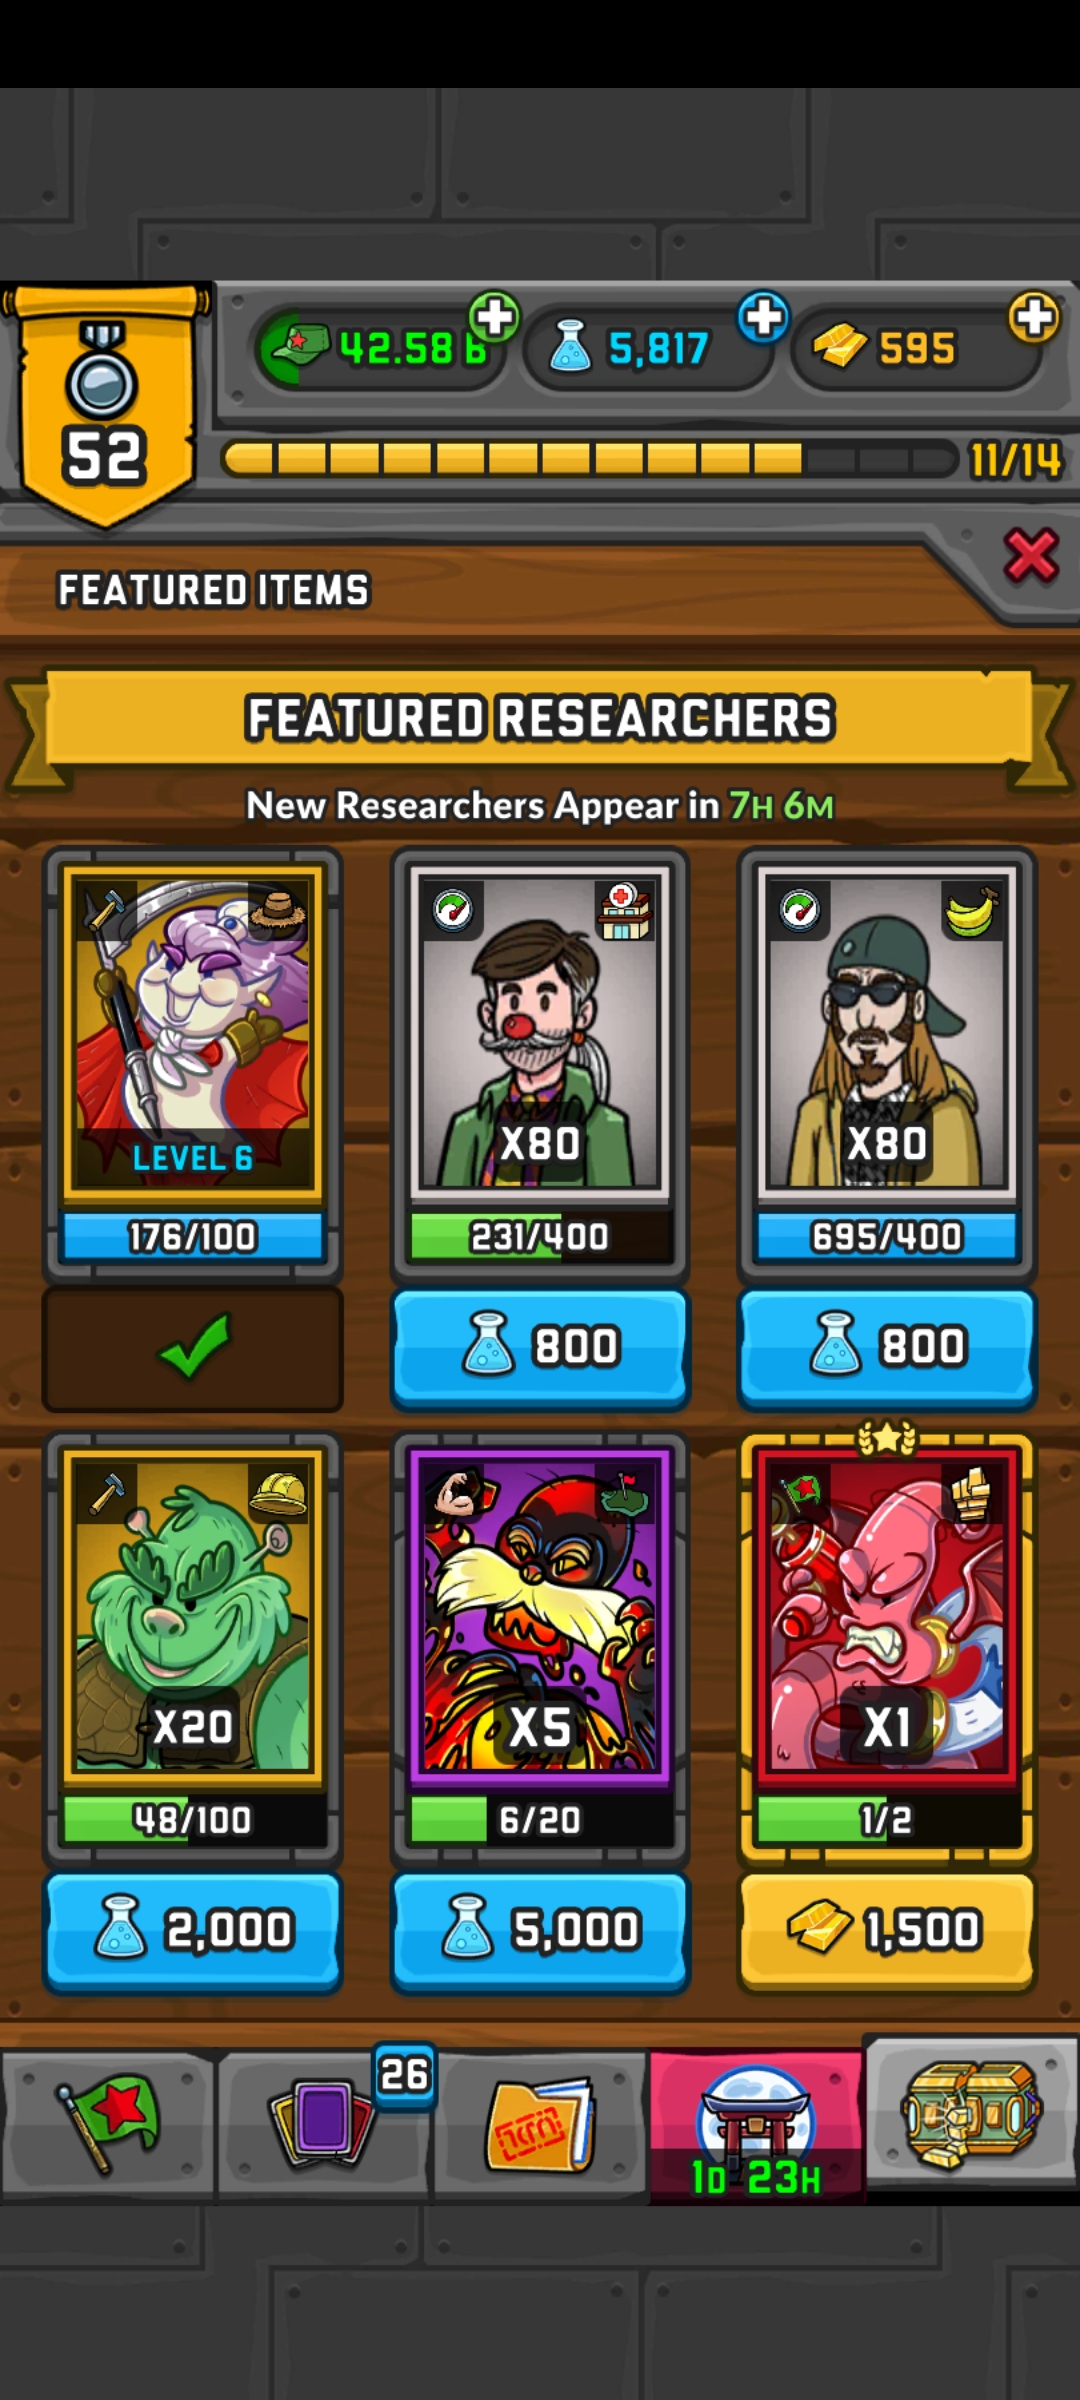 42.58 B
5,817
595
52
11/14
FEATURED ITEMS
FEATURED RESEARCHERS
New Researchers Appear in 7H 6M
LEVEL 6
X80
X80
176/100
231/400
695/400
800
800
X20
X5
X1
48/100
6/20
1/2
2,000
5,000
1,500
26
1D 23H